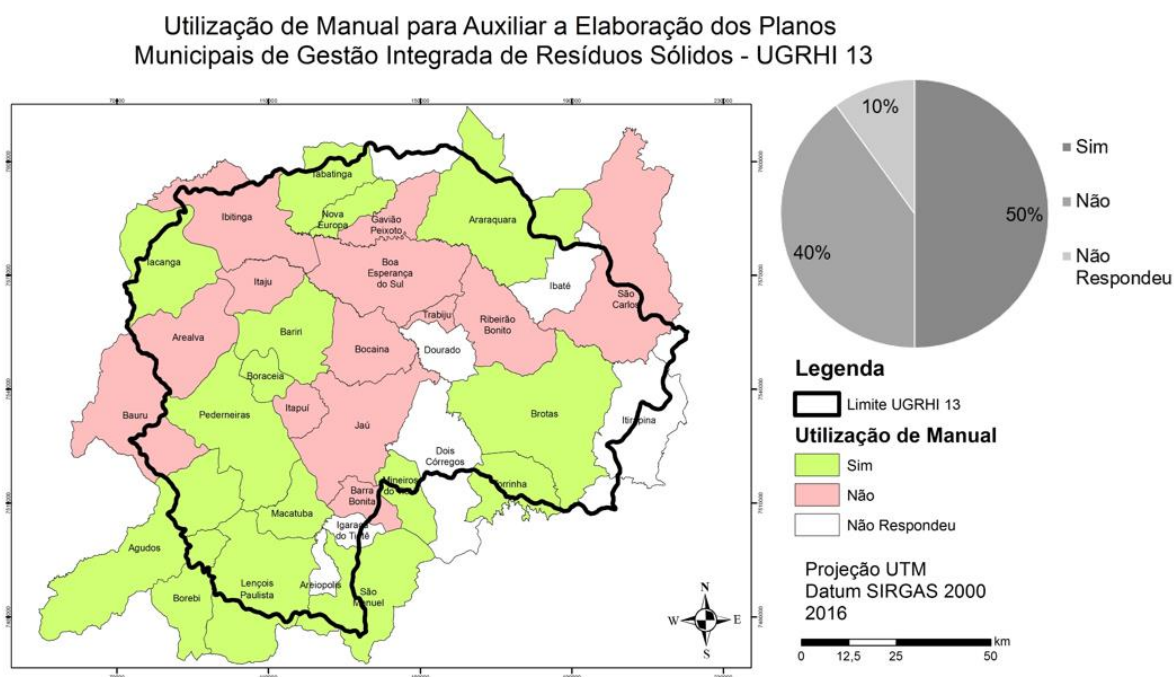 Utilização de Manual para Auxiliar a Elaboração dos Planos
Municipais de Gestão Integrada de Resíduos Sólidos - UGRHI 13
Tabatinga
Nova
Europa
Ibitinga
Gavião
Peixoto
Araraquara
Iacanga
Itaju
Boa
Esperança
do Sul
Ibaté
São
Carlos
Trabiju
Ribeirão
Bonito
Arealva
Bariri
Bocaina
Dourado
Boraceia
Bauru
Pederneiras
Itapuí
Jaú
Brotas
Itirapina
Dois
Córregos
Mineiros
Torrinha
Barra
Bonita
Macatuba
Igaraçu
do Tietê
Agudos
Borebi
Lençois
Paulista
Areiopolis
São
Manuel
N
W
E
S
10%
50%
40%
Sim
Não
Não
Respondeu
Legenda
Limite UGRHI 13
Utilização de Manual
Sim
Não
Não Respondeu
Projeção UTM
Datum SIRGAS 2000
2016
km
0 12,5 25 50